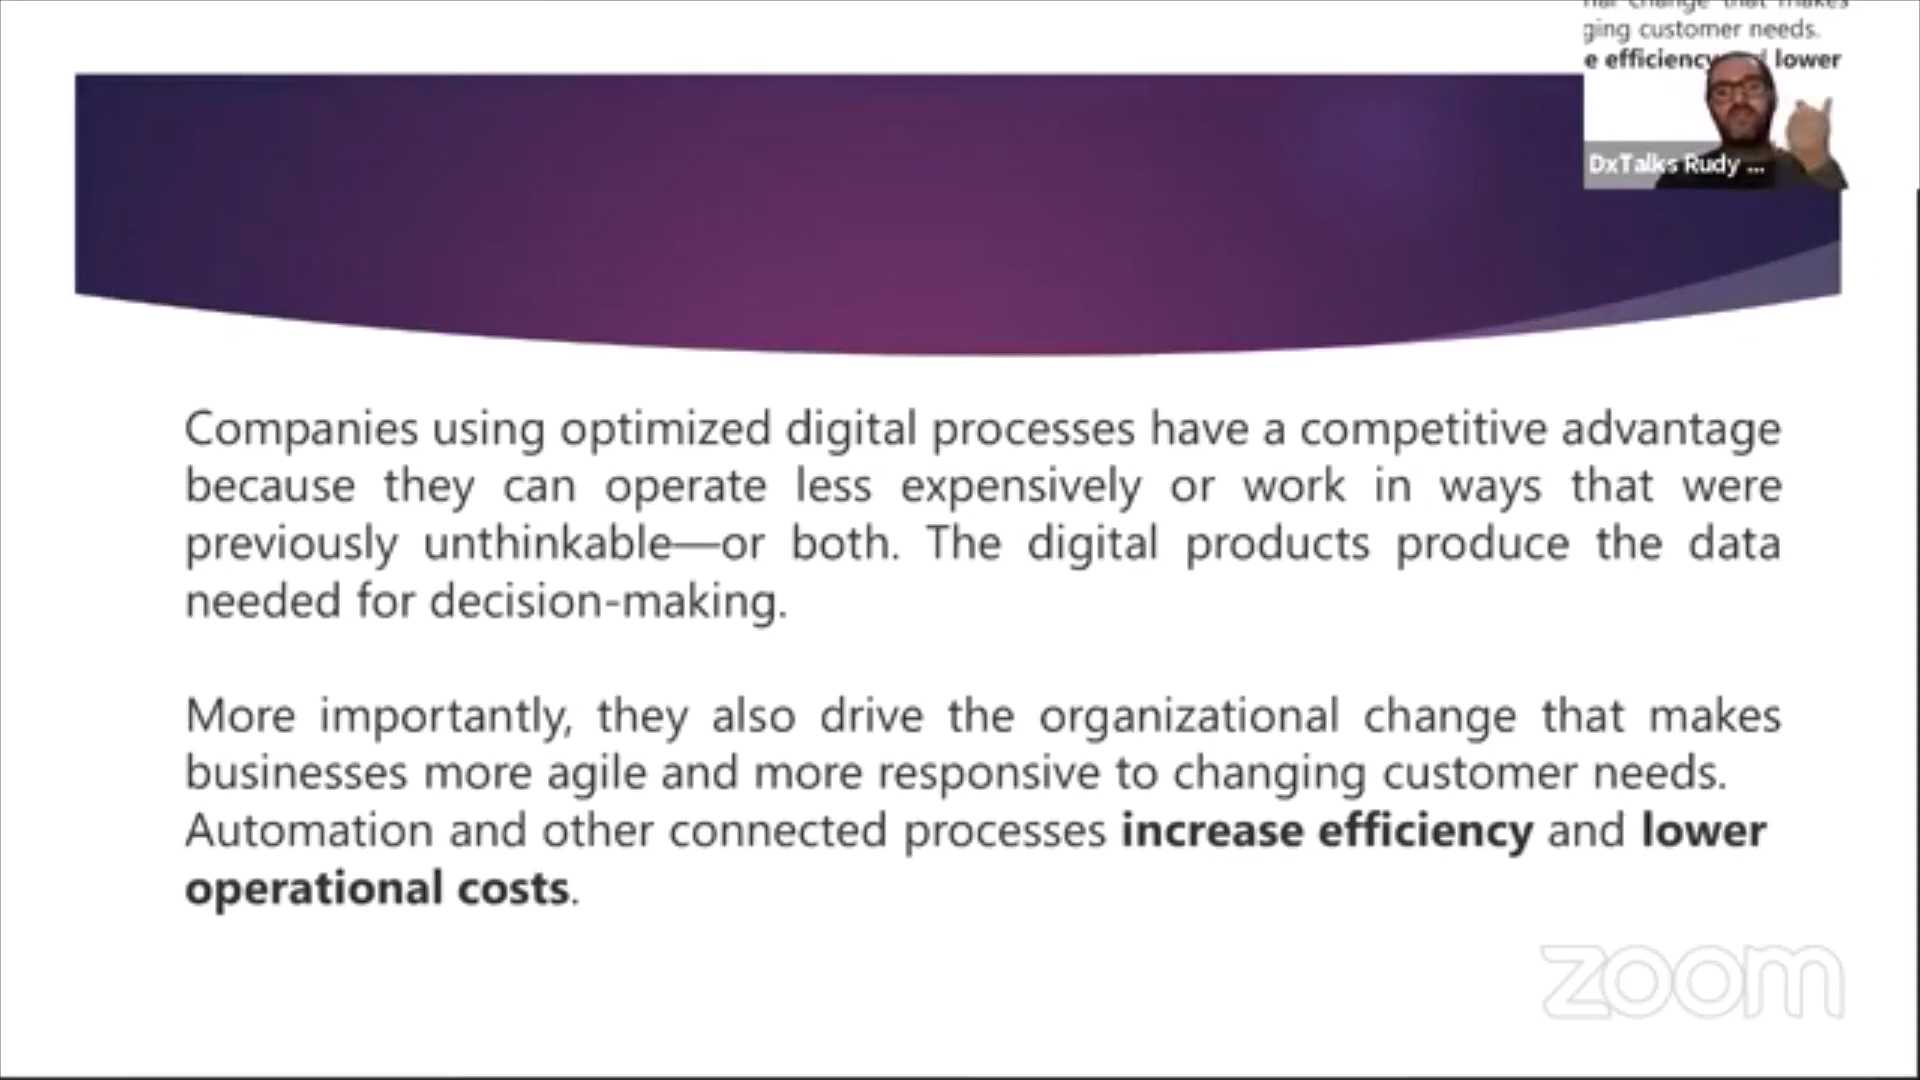 ging customer needs.
e efficiency lower
DxTalks Rudy ...
Companies using optimized digital processes have a competitive advantage
because they can operate less expensively or work in ways that were
previously unthinkable—or both. The digital products produce the data
needed for decision-making.
More importantly, they also drive the organizational change that makes
businesses more agile and more responsive to changing customer needs.
Automation and other connected processes increase efficiency and lower
operational costs.
zoom